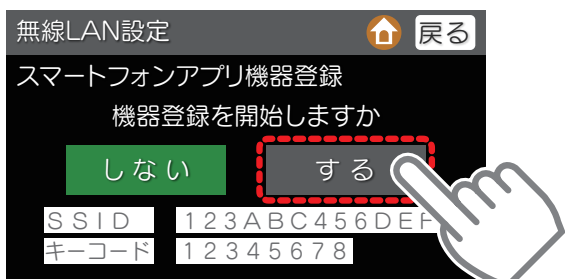 無線LAN設定 戻る
スマートフォンアプリ機器登録
機器登録を開始しますか
しない する
SSID 123ABC456DEF
キーコード 12345678